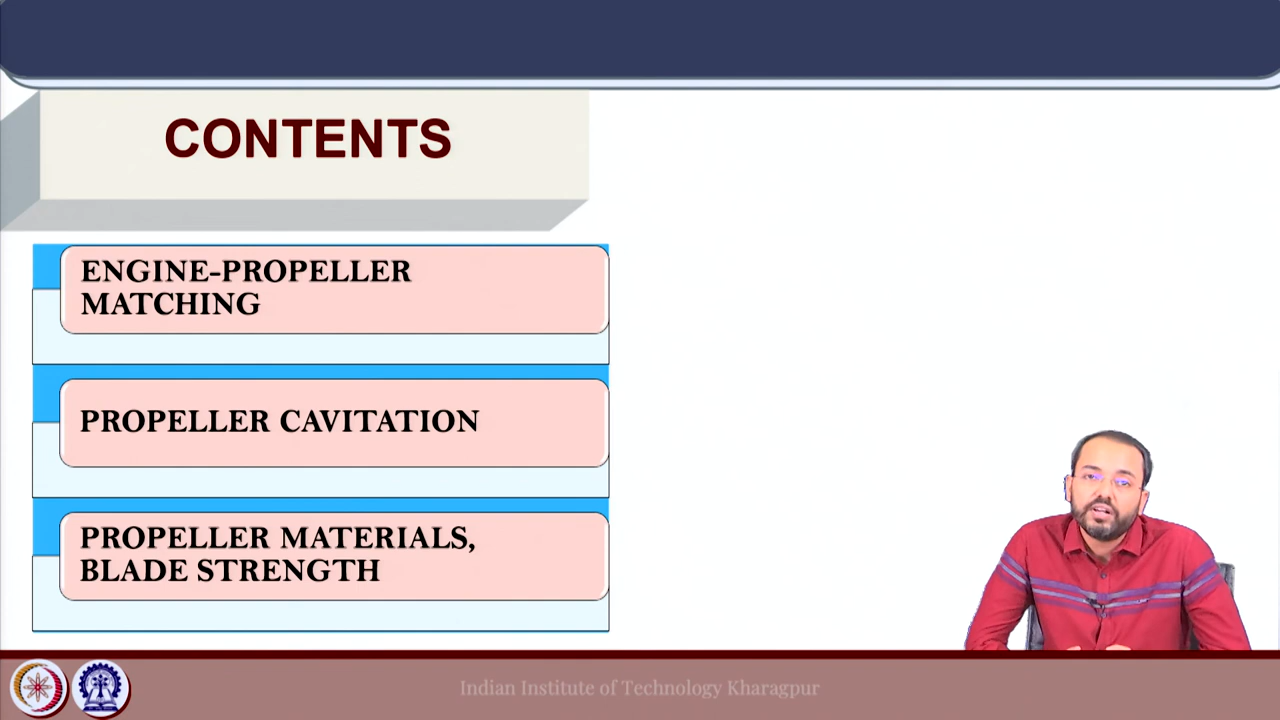 CONTENTS
ENGINE-PROPELLER
MATCHING
PROPELLER CAVITATION
PROPELLER MATERIALS,
BLADE STRENGTH
Indian Institute of Technology Kharagpur